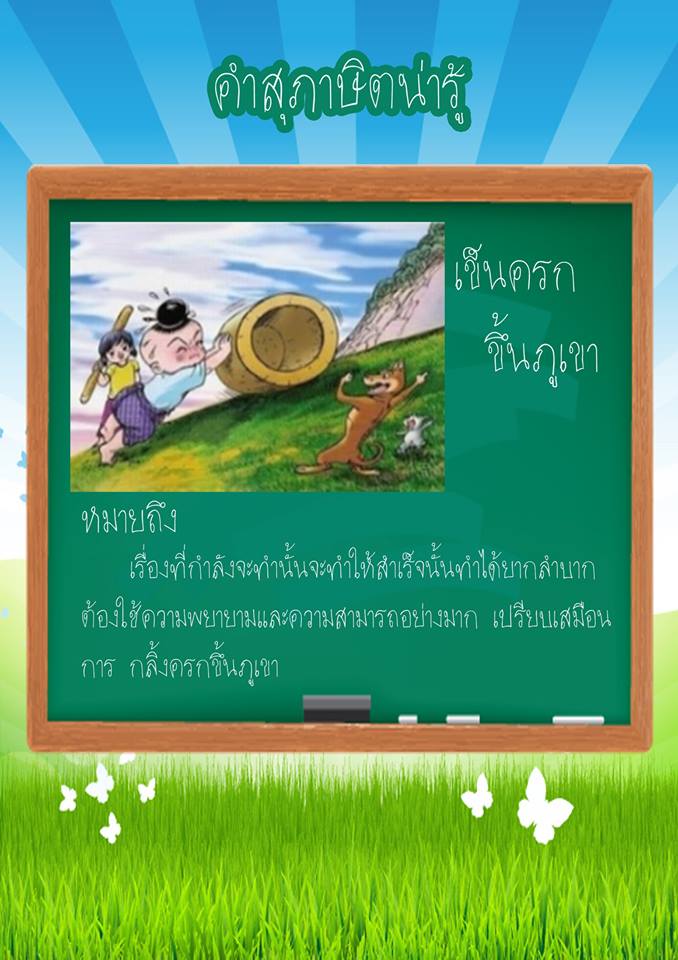 คำสุภาษิตน่ารู้
เข็นครก
ขึ้นภูเขา
หมายถึง
เรื่องที่กำลังจะทำนั้นจะทำให้สำเร็จนั้นทำได้ยากลำบาก
ต้องใช้ความพยายามและความสามารถอย่างมาก เปรียบเสมือน
การ กลิ้งครกขึ้นภูเขา